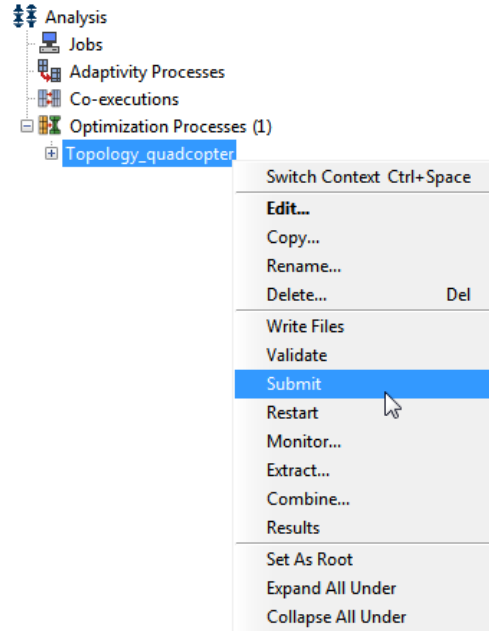 Analysis
Jobs
Adaptivity Processes
Co-executions
Optimization Processes (1)
Topology_quadcopter
Switch Context Ctrl+Space
Edit...
Copy...
Rename...
Delete... Del
Write Files
Validate
Submit
Restart
Monitor...
Extract...
Combine...
Results
Set As Root
Expand All Under
Collapse All Under